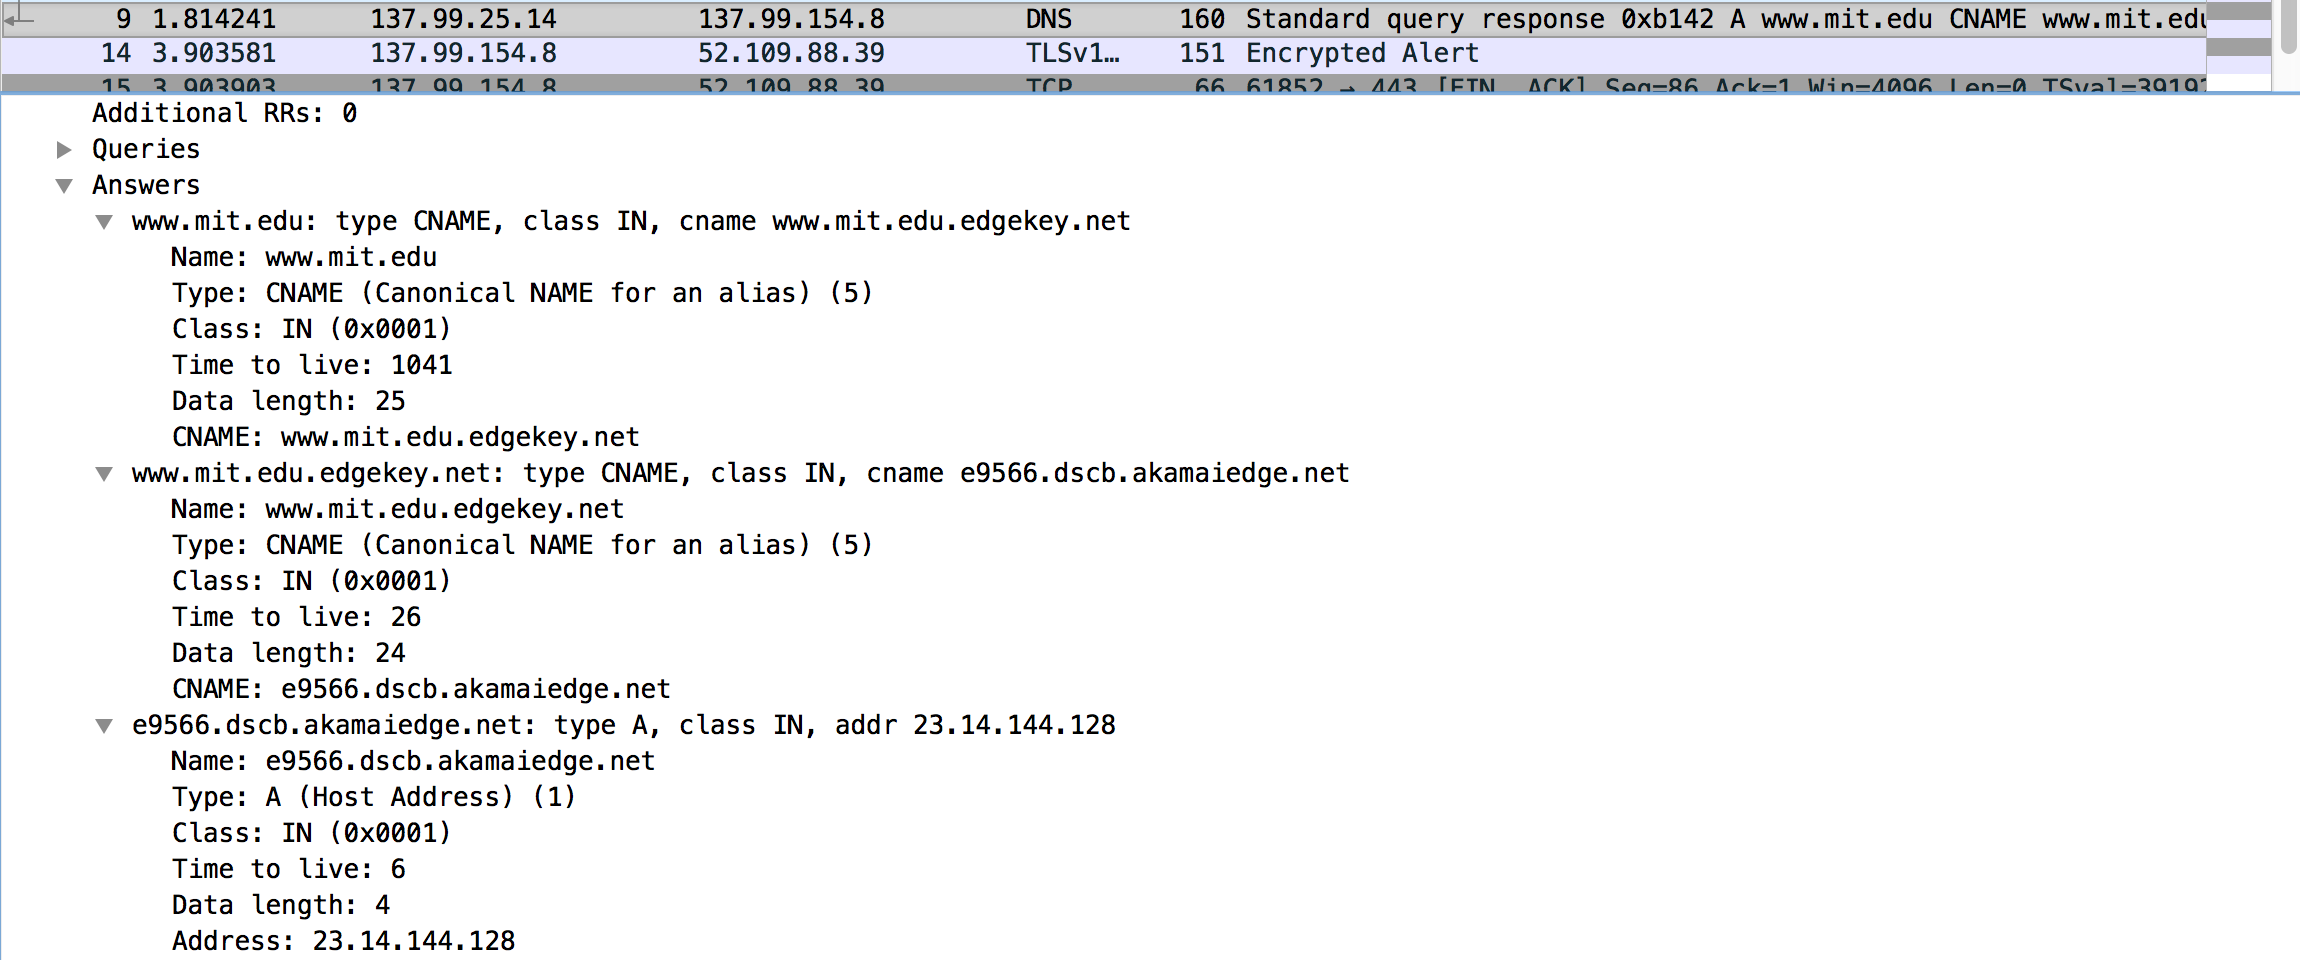 9 1.814241 137.99.25.14 137.99.154.8 DNS 160 Standard query response 0xb142 A www.mit.edu CNAME www.mit.edu
14 3.903581 137.99.154.8 52.109.88.39 TLSv1… 151 Encrypted Alert
15 3.903903 137.99.154.8 52.109.88.39 TCP 66 61852 → 443 [FIN, ACK] Seq=86 Ack=1 Win=4096 Len=0
Additional RRs: 0
Queries
Answers
www.mit.edu: type CNAME, class IN, cname www.mit.edu.edgekey.net
Name: www.mit.edu
Type: CNAME (Canonical NAME for an alias) (5)
Class: IN (0x0001)
Time to live: 1041
Data length: 25
CNAME: www.mit.edu.edgekey.net
www.mit.edu.edgekey.net: type CNAME, class IN, cname e9566.dscb.akamaiedge.net
Name: www.mit.edu.edgekey.net
Type: CNAME (Canonical NAME for an alias) (5)
Class: IN (0x0001)
Time to live: 26
Data length: 24
CNAME: e9566.dscb.akamaiedge.net
e9566.dscb.akamaiedge.net: type A, class IN, addr 23.14.144.128
Name: e9566.dscb.akamaiedge.net
Type: A (Host Address) (1)
Class: IN (0x0001)
Time to live: 6
Data length: 4
Address: 23.14.144.128